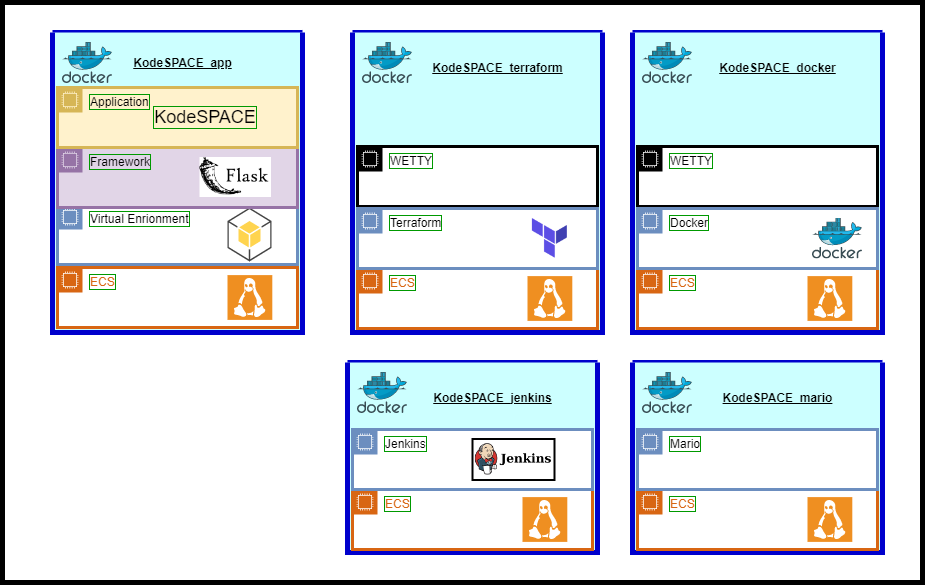 docker
KodeSPACE_app
Application
KodeSPACE
Framework
Flask
Virtual Enrionment
ECS
docker
KodeSPACE_terraform
WETTY
Terraform
ECS
docker
KodeSPACE_docker
WETTY
Docker
docker
ECS
docker
KodeSPACE_jenkins
Jenkins
Jenkins
ECS
docker
KodeSPACE_mario
Mario
ECS